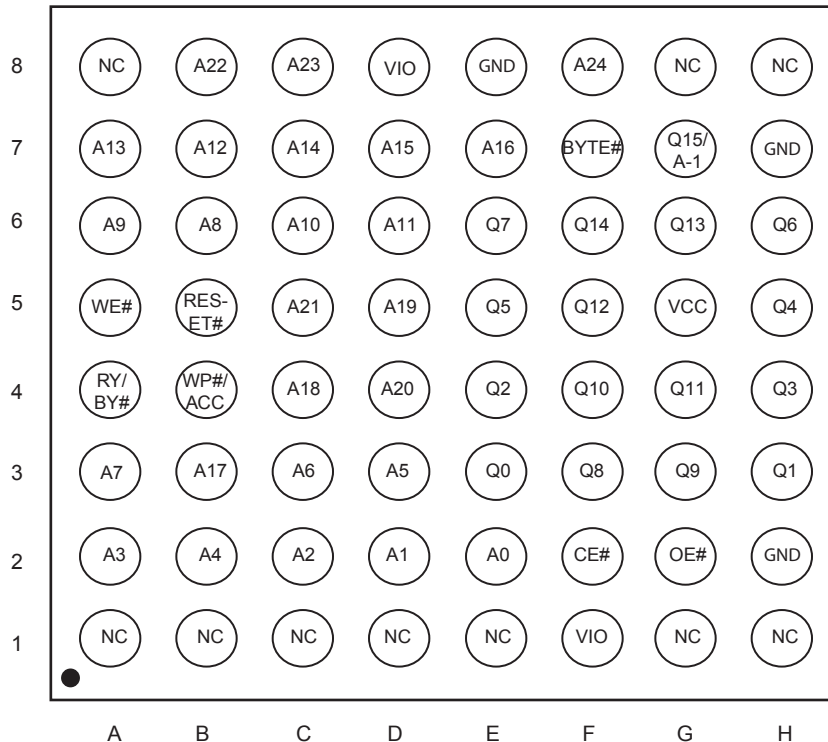 8 NC A22 A23 VIO GND A24 NC NC
7 A13 A12 A14 A15 A16 BYTE# Q15/ A-1 GND
6 A9 A8 A10 A11 Q7 Q14 Q13 Q6
5 WE# RES- ET# A21 A19 Q5 Q12 VCC Q4
4 RY/ BY# WP#/ ACC A18 A20 Q2 Q10 Q11 Q3
3 A7 A17 A6 A5 Q0 Q8 Q9 Q1
2 A3 A4 A2 A1 A0 CE# OE# GND
1 NC NC NC NC NC VIO NC NC
A B C D E F G H